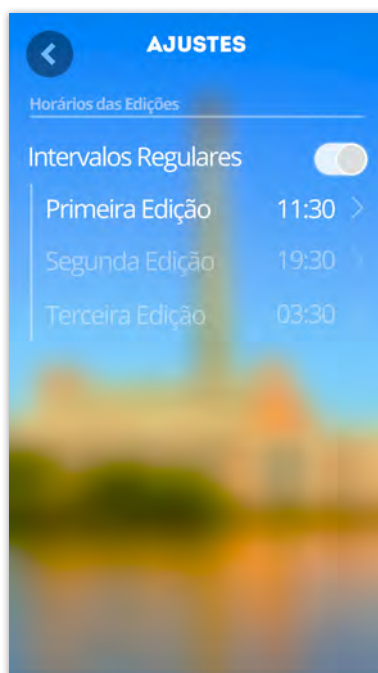 AJUSTES
Horários das Edições
Intervalos Regulares
Primeira Edição 11:30
Segunda Edição 19:30
Terceira Edição 03:30